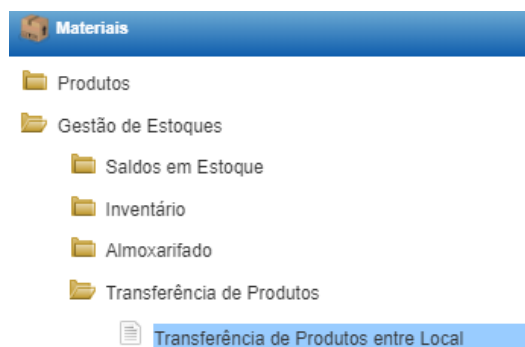 Materiais
Produtos
Gestão de Estoques
Saldos em Estoque
Inventário
Almoxarifado
Transferência de Produtos
Transferência de Produtos entre Local